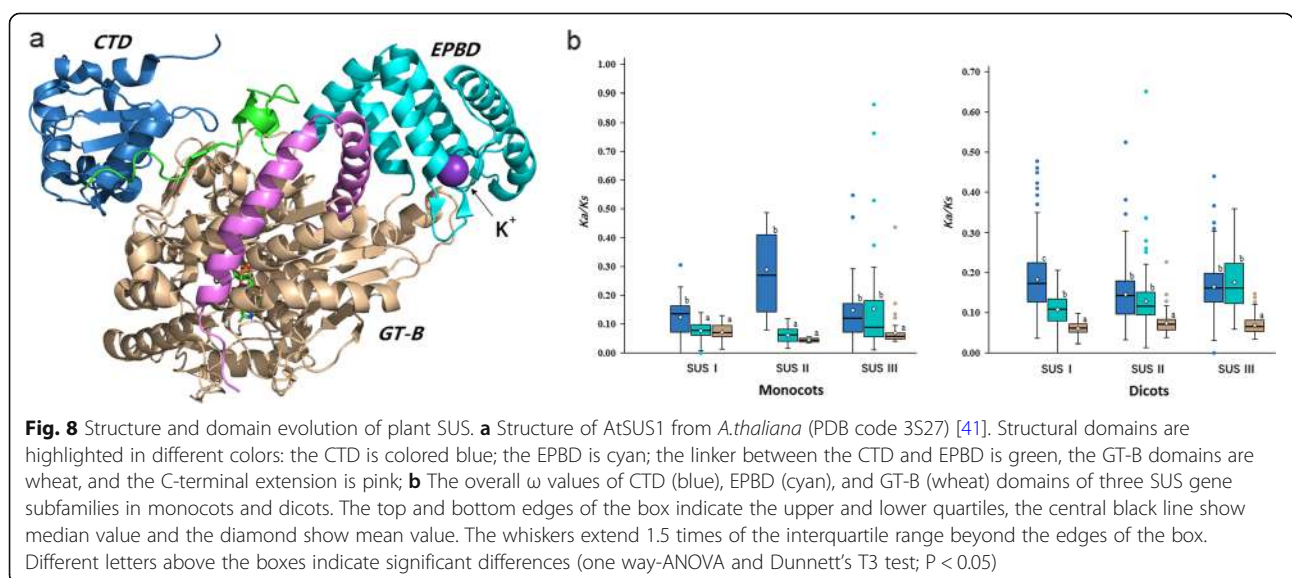 a
CTD
EPBD
K+
GT-B
b
1.00
0.90
0.80
0.70
0.60
0.50
0.40
0.30
0.20
0.10
0.00
Ka/Ks
b
a
a
b
a
a
b
b
a
SUS I
SUS II
SUS III
Monocots
0.70
0.60
0.50
0.40
0.30
0.20
0.10
0.00
Ka/Ks
c
b
a
b
b
a
b
b
a
SUS I
SUS II
SUS III
Dicots
Fig. 8 Structure and domain evolution of plant SUS. a Structure of AtSUS1 from A.thaliana (PDB code 3S27) [41]. Structural domains are
highlighted in different colors: the CTD is colored blue; the EPBD is cyan; the linker between the CTD and EPBD is green, the GT-B domains are
wheat, and the C-terminal extension is pink; b The overall ω values of CTD (blue), EPBD (cyan), and GT-B (wheat) domains of three SUS gene
subfamilies in monocots and dicots. The top and bottom edges of the box indicate the upper and lower quartiles, the central black line show
median value and the diamond show mean value. The whiskers extend 1.5 times of the interquartile range beyond the edges of the box.
Different letters above the boxes indicate significant differences (one way-ANOVA and Dunnett's T3 test; P < 0.05)